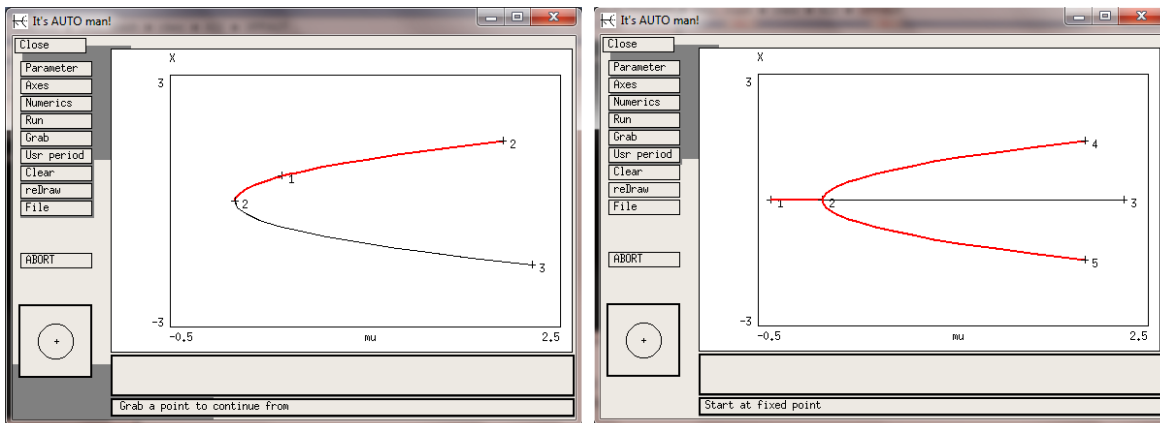 It's AUTO man!
Close
Parameter
Axes
Numerics
Run
Grab
Usr period
Clear
reDraw
File
ABORT
X
3
2
1
2
3
-3
-0.5
mu
2.5
Grab a point to continue from
It's AUTO man!
Close
Parameter
Axes
Numerics
Run
Grab
Usr period
Clear
reDraw
File
ABORT
X
3
4
1
2
3
5
-3
-0.5
mu
2.5
Start at fixed point